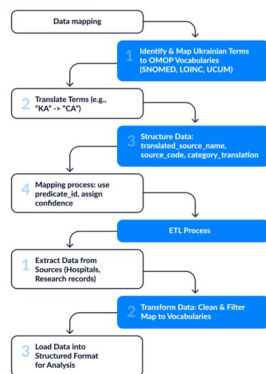 Data mapping
1 Identify & Map Ukrainian Terms
to OMOP Vocabularies
(SNOMED, LOINC, UCUM)
2 Translate Terms (e.g.,
"KA" -> "CA")
3 Structure Data:
translated_source_name,
source_code, category_translation
4 Mapping process: use
predicate_id, assign
confidence
ETL Process
1 Extract Data from
Sources (Hospitals,
Research records)
2 Transform Data: Clean & Filter
Map to Vocabularies
3 Load Data into
Structured Format
for Analysis